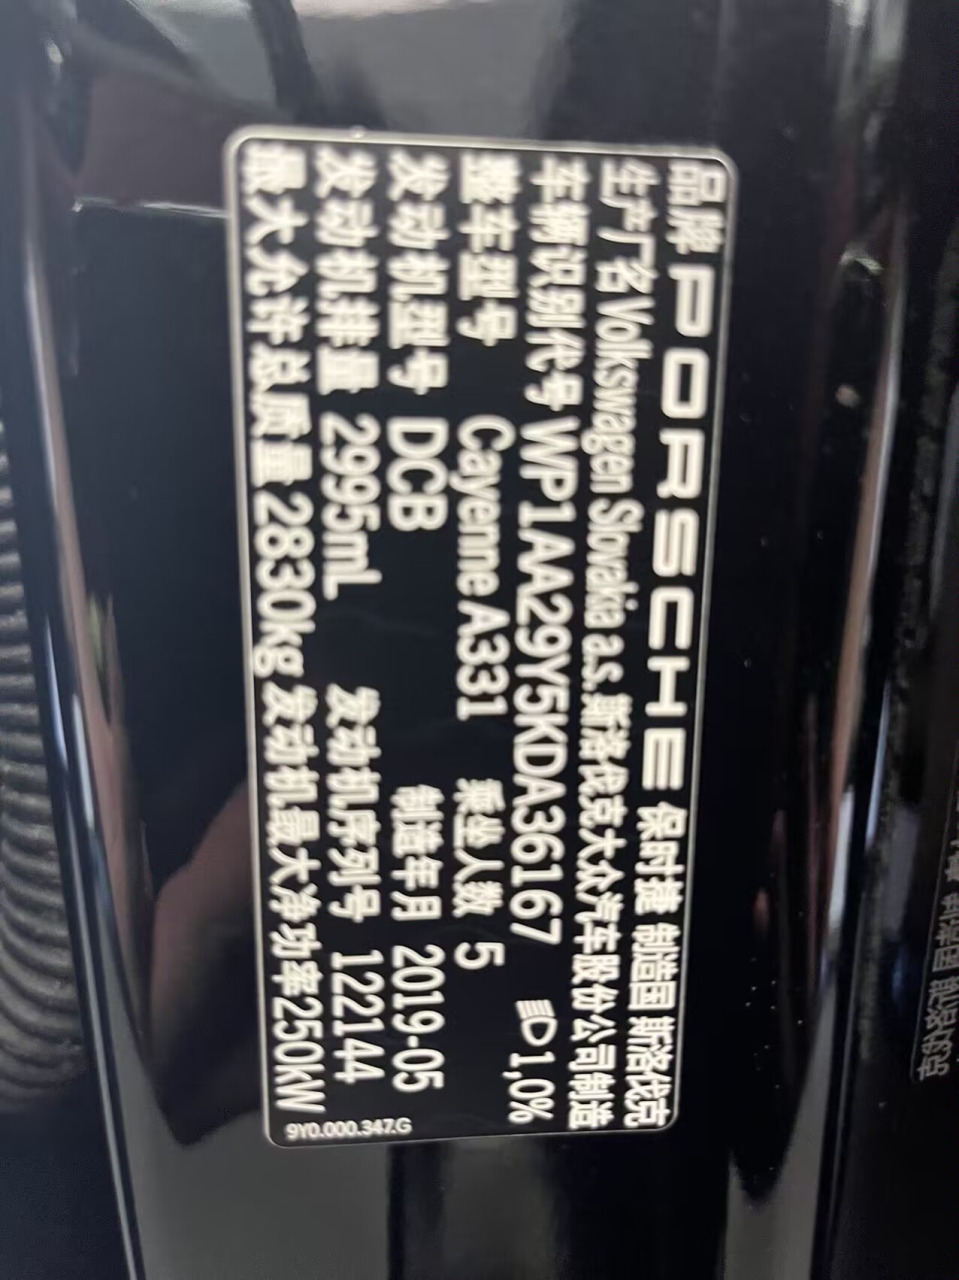 品牌 PORSCHE 保时捷 制造国 斯洛伐克
生产厂名 Volkswagen Slovakia a.s. 斯洛伐克大众汽车股份公司制造
车辆识别代号 WP1AA29Y5KDA36167 1,0%
整车型号 Cayenne A331 乘坐人数 5
发动机型号 DCB 制造年月 2019-05
发动机排量 2995mL 发动机序列号 122144
最大允许总质量 2830kg 发动机最大净功率250kW
9Y0.000.347.G